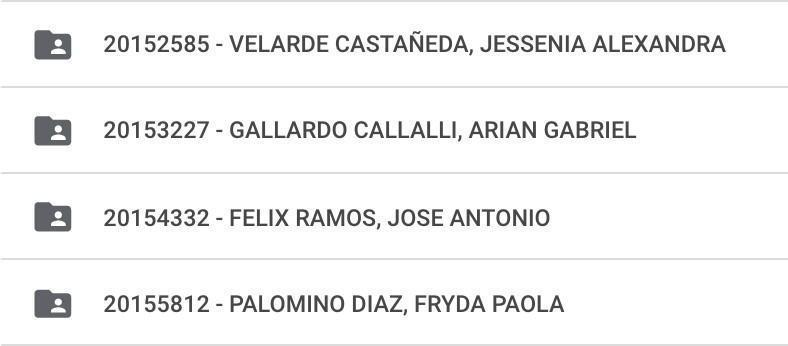 20152585 - VELARDE CASTAÑEDA, JESSENIA ALEXANDRA
20153227 - GALLARDO CALLALLI, ARIAN GABRIEL
20154332 - FELIX RAMOS, JOSE ANTONIO
20155812 - PALOMINO DIAZ, FRYDA PAOLA